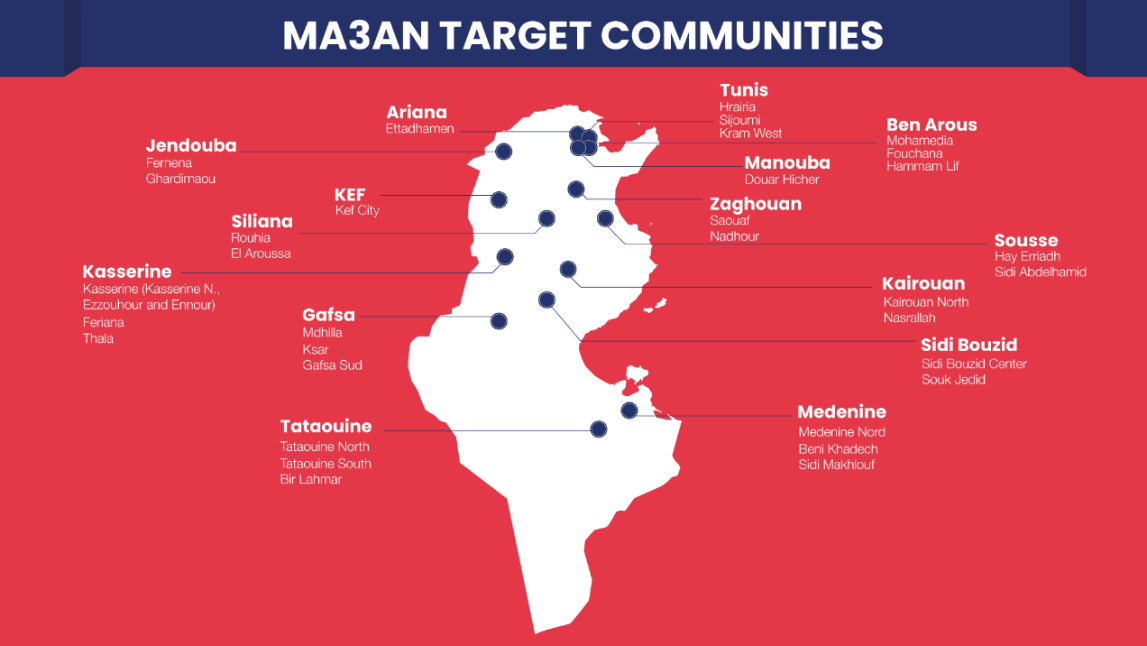 MA3AN TARGET COMMUNITIES
Tunis
Hrairia
Sijoumi
Kram West
Ariana
Ettadhamen
Ben Arous
Mohamedia
Fouchana
Hammam Lif
Jendouba
Fernena
Ghardimaou
Manouba
Douar Hicher
KEF
Kef City
Zaghouan
Saouaf
Nadhour
Siliana
Rouhia
El Aroussa
Sousse
Hay Erriadh
Sidi Abdelhamid
Kasserine
Kasserine (Kasserine N.,
Ezzouhour and Ennour)
Feriana
Thala
Kairouan
Kairouan North
Nasrallah
Gafsa
Mdhilla
Ksar
Gafsa Sud
Sidi Bouzid
Sidi Bouzid Center
Souk Jedid
Medenine
Medenine Nord
Beni Khadech
Sidi Makhlouf
Tataouine
Tataouine North
Tataouine South
Bir Lahmar